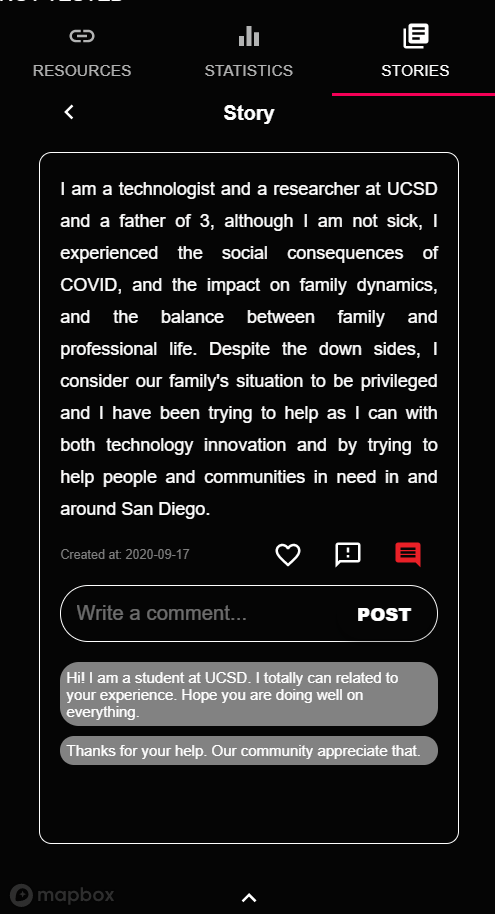 RESOURCES
STATISTICS
STORIES
Story
I am a technologist and a researcher at UCSD
and a father of 3, although I am not sick, I
experienced the social consequences of
COVID, and the impact on family dynamics,
and the balance between family and
professional life. Despite the down sides, I
consider our family's situation to be privileged
and I have been trying to help as I can with
both technology innovation and by trying to
help people and communities in need in and
around San Diego.
Created at: 2020-09-17
Write a comment...
POST
Hi! I am a student at UCSD. I totally can related to
your experience. Hope you are doing well on
everything.
Thanks for your help. Our community appreciate that.
mapbox